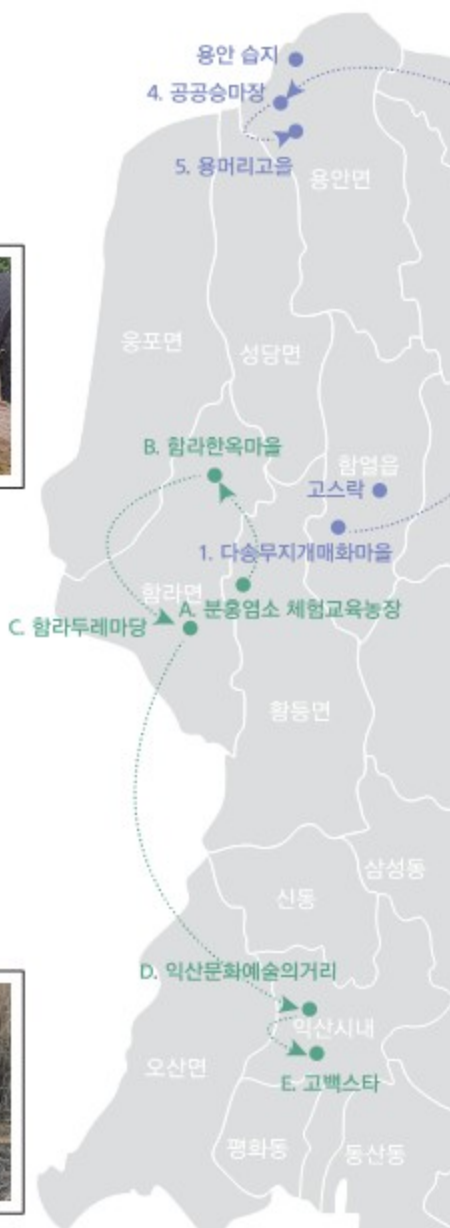 용안 습지
4. 공공승마장
5. 용머리고을
용안면
웅포면
성당면
B. 함라한옥마을
함열읍
고스락
1. 다송무지개매화마을
함라면
A. 분홍염소 체험교육농장
C. 함라두레마당
황등면
삼성동
신동
D. 익산문화예술의거리
익산시내
오산면
E. 고백스타
평화동
동산동